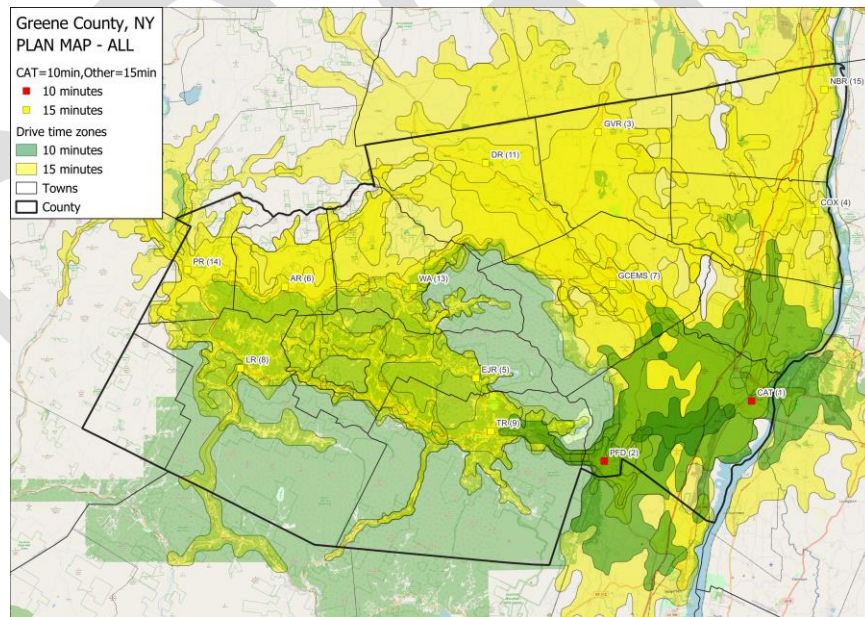 Greene County, NY
PLAN MAP - ALL
CAT=10min,Other=15min
10 minutes
15 minutes
Drive time zones
10 minutes
15 minutes
Towns
County
NBR (15)
GVR (3)
DR (11)
COX (4)
PR (14)
AR (6)
WA (13)
GCEMS (7)
LR (8)
EJR (5)
CAT (1)
TR (9)
PFD (2)